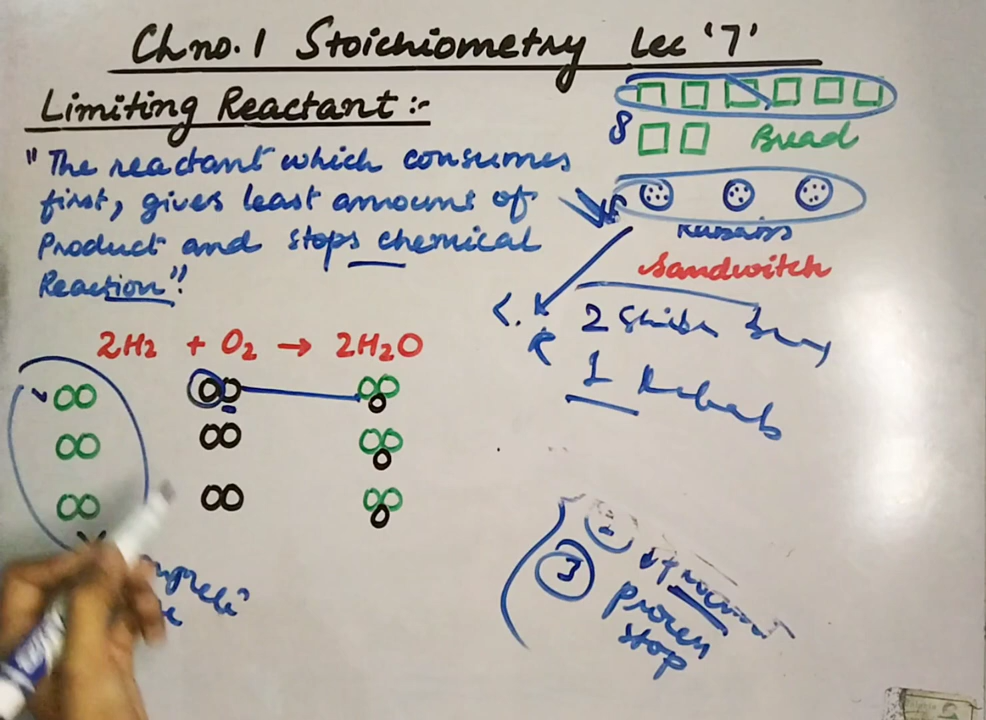 Ch no. 1 Stoichiometry Lec '7'
Limiting Reactant :-
"The reactant which consumes
first, gives least amount of
Product and stops chemical
Reaction"
2H2 + O2 → 2H2O
8
Bread
Sandwitch
2
1 Kebab
L.
R
3
stop